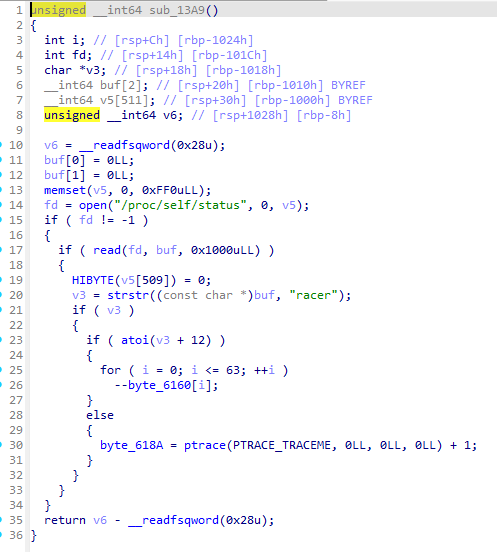 1 unsigned __int64 sub_13A9()
2 {
3 int i; // [rsp+Ch] [rbp-1024h]
4 int fd; // [rsp+14h] [rbp-101Ch]
5 char *v3; // [rsp+18h] [rbp-1018h]
6 __int64 buf[2]; // [rsp+20h] [rbp-1010h] BYREF
7 __int64 v5[511]; // [rsp+30h] [rbp-1000h] BYREF
8 unsigned __int64 v6; // [rsp+1028h] [rbp-8h]
9
10 v6 = __readfsqword(0x28u);
11 buf[0] = 0LL;
12 buf[1] = 0LL;
13 memset(v5, 0, 0xFF0uLL);
14 fd = open("/proc/self/status", 0, v5);
15 if ( fd != -1 )
16 {
17 if ( read(fd, buf, 0x1000uLL) )
18 {
19 HIBYTE(v5[509]) = 0;
20 v3 = strstr((const char *)buf, "racer");
21 if ( v3 )
22 {
23 if ( atoi(v3 + 12) )
24 {
25 for ( i = 0; i <= 63; ++i )
26 --byte_6160[i];
27 }
28 else
29 {
30 byte_618A = ptrace(PTRACE_TRACEME, 0LL, 0LL, 0LL) + 1;
31 }
32 }
33 }
34 }
35 return v6 - __readfsqword(0x28u);
36 }